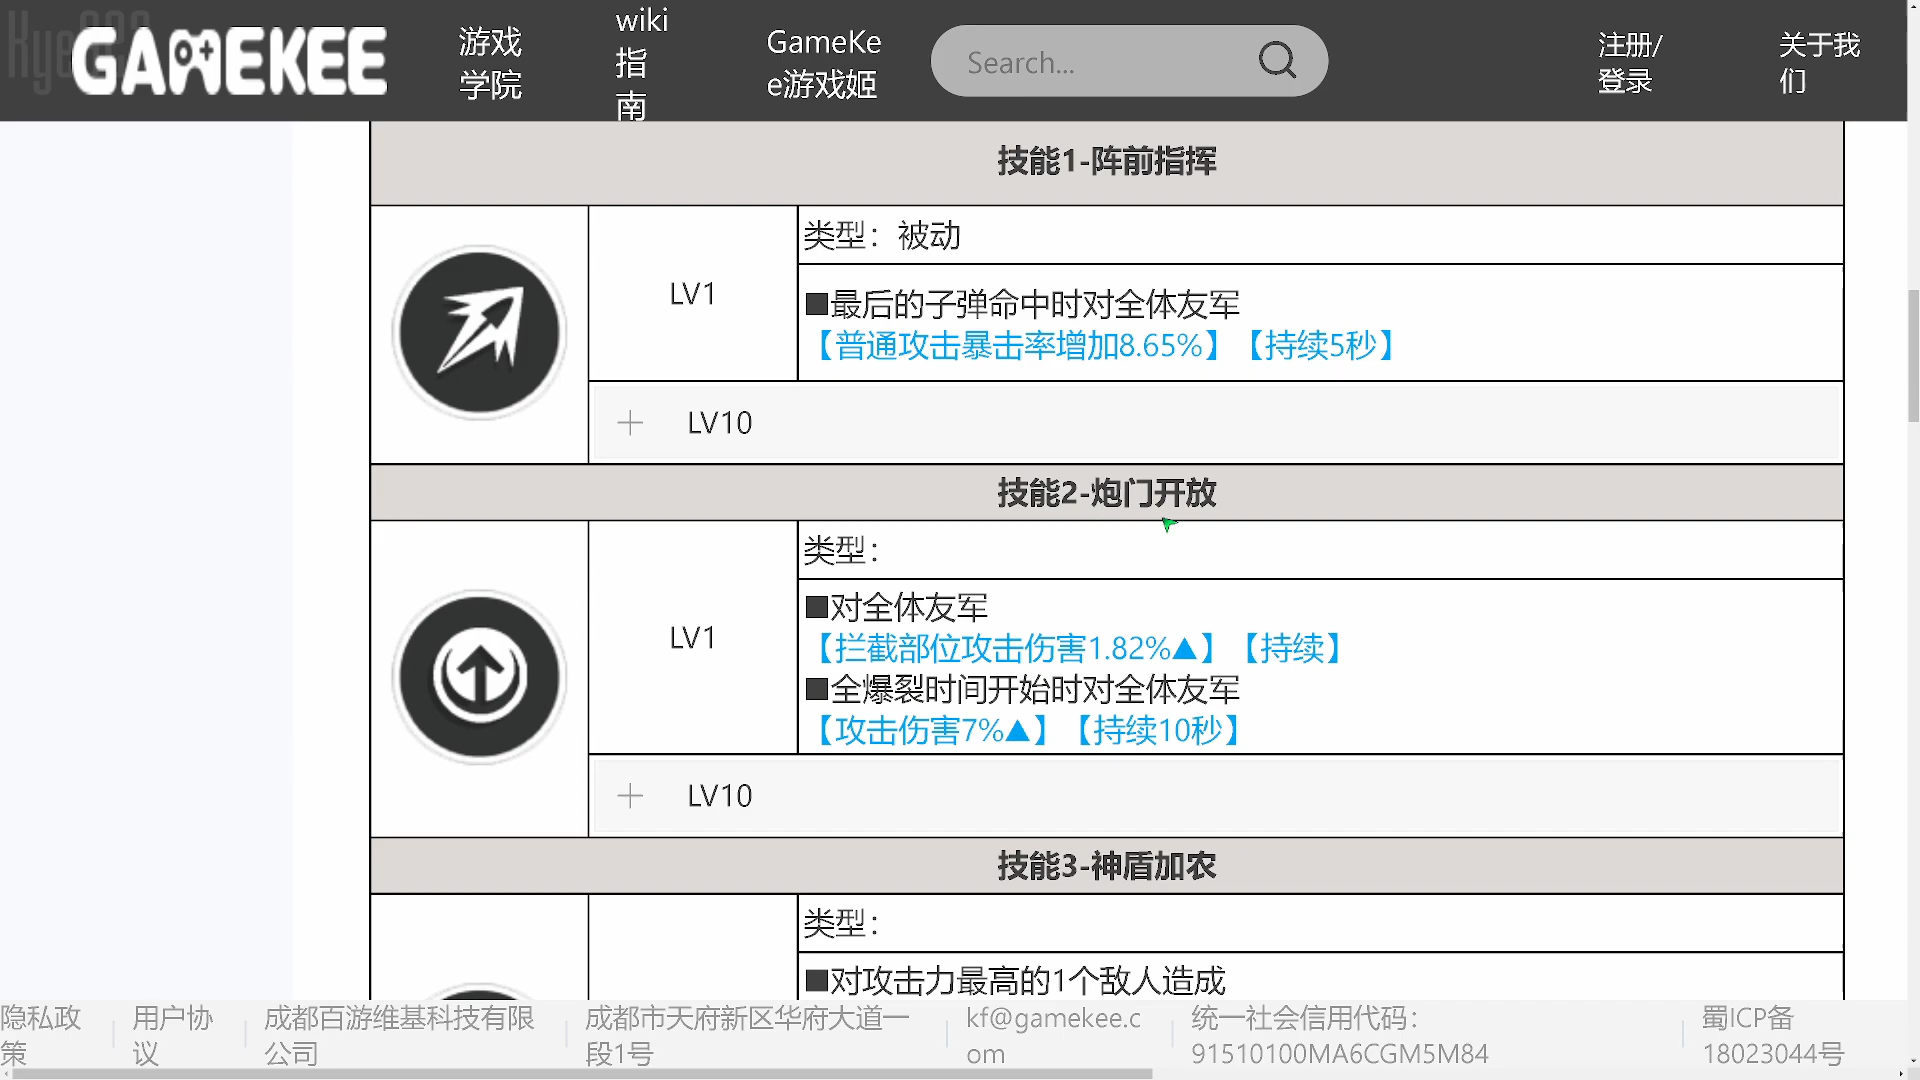 GAMEKEE
游戏
学院
wiki
指
南
GameKe
e游戏姬
Search...
注册/
登录
关于我
们
技能1-阵前指挥
LV1
类型：被动
■最后的子弹命中时对全体友军
【普通攻击暴击率增加8.65%】【持续5秒】
LV10
技能2-炮门开放
LV1
类型：
■对全体友军
【拦截部位攻击伤害1.82%▲】【持续】
■全爆裂时间开始时对全体友军
【攻击伤害7%▲】【持续10秒】
LV10
技能3-神盾加农
类型：
■对攻击力最高的1个敌人造成
隐私政
策
用户协
议
成都百游维基科技有限
公司
成都市天府新区华府大道一
段1号
kf@gamekee.c
om
统一社会信用代码：
91510100MA6CGM5M84
蜀ICP备
18023044号